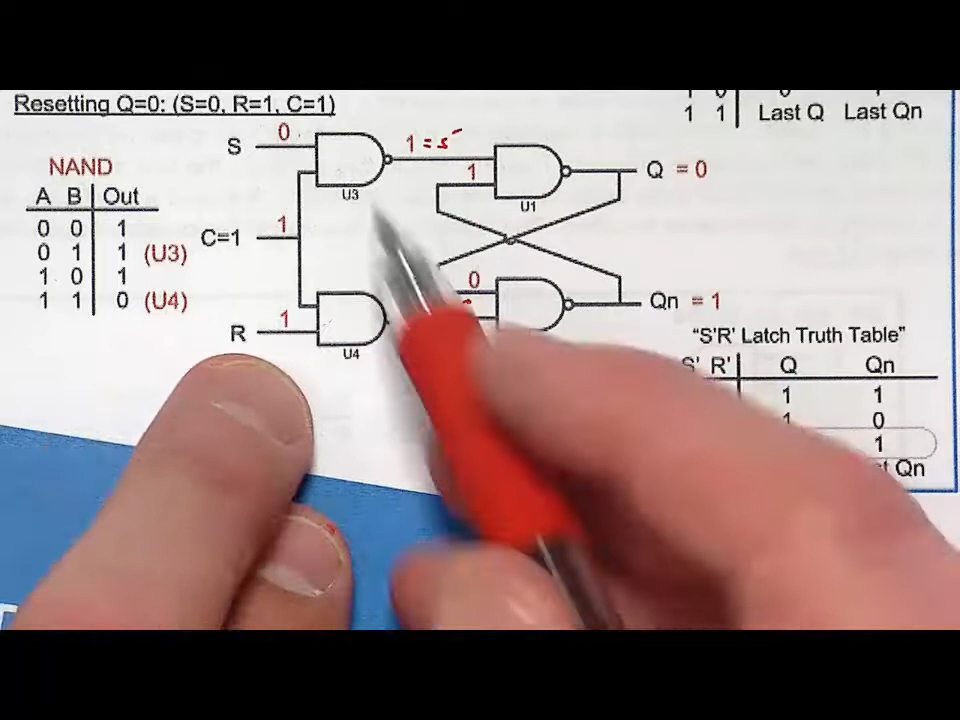 Resetting Q=0: (S=0, R=1, C=1)
1 1 Last Q Last Qn
S 0 1 = s'
U3
1
U1
Q = 0
NAND
A B Out
0 0 1
0 1 1 (U3)
1 0 1
1 1 0 (U4)
C=1 1
0
Qn = 1
R 1
U4
"S'R' Latch Truth Table"
S' R' Q Qn
1 1
1 0
1
Qn